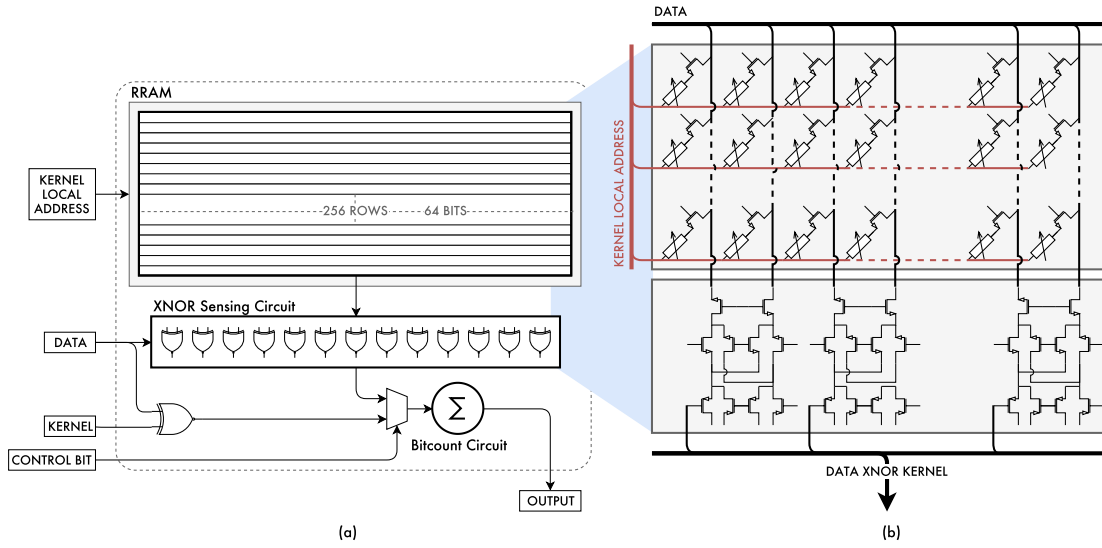 DATA
RRAM
KERNEL
LOCAL
ADDRESS
256 ROWS
64 BITS
KERNEL LOCAL ADDRESS
XNOR Sensing Circuit
DATA
KERNEL
Σ
Bitcount Circuit
CONTROL BIT
OUTPUT
DATA XNOR KERNEL
(a)
(b)